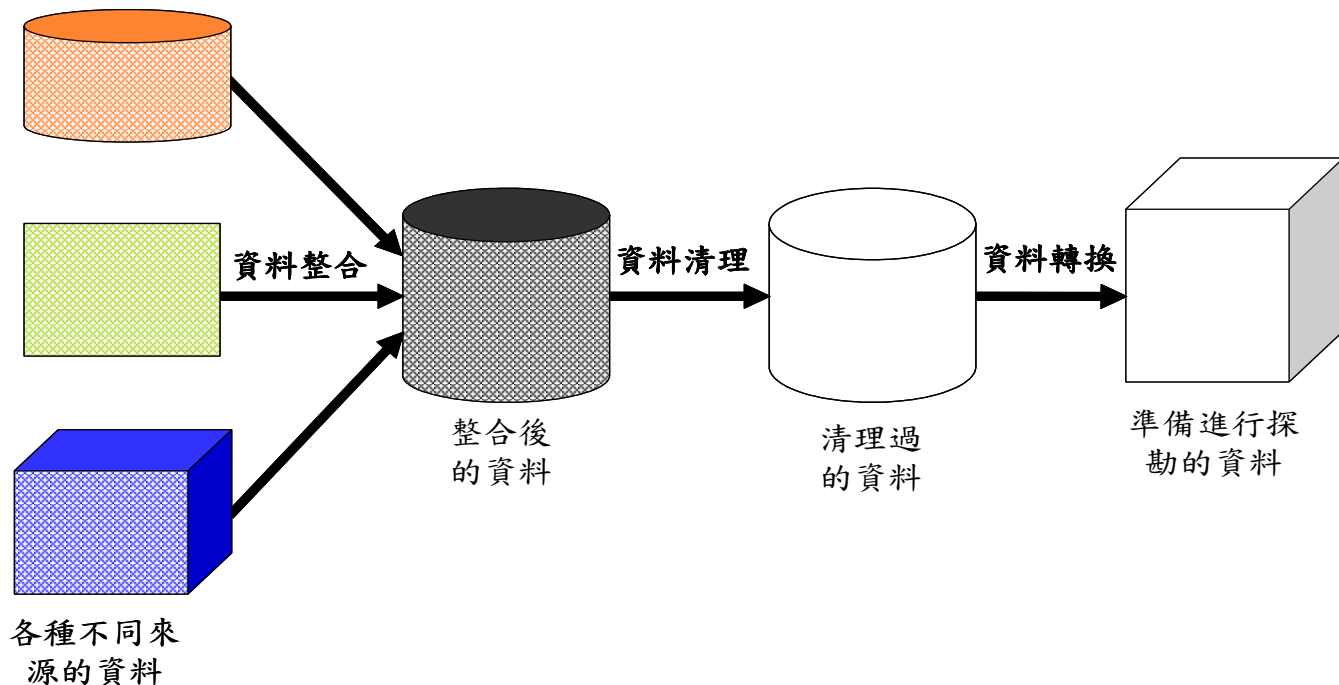 資料整合
資料清理
資料轉換
整合後
的資料
清理過
的資料
準備進行探
勘的資料
各種不同來
源的資料